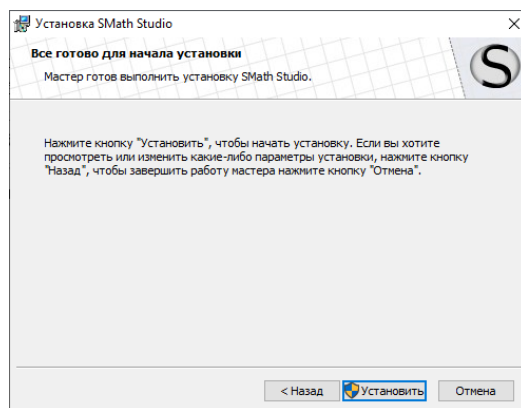 Установка SMath Studio
Все готово для начала установки
Мастер готов выполнить установку SMath Studio.
S
Нажмите кнопку "Установить", чтобы начать установку. Если вы хотите
просмотреть или изменить какие-либо параметры установки, нажмите кнопку
"Назад", чтобы завершить работу мастера нажмите кнопку "Отмена".
< Назад Установить Отмена